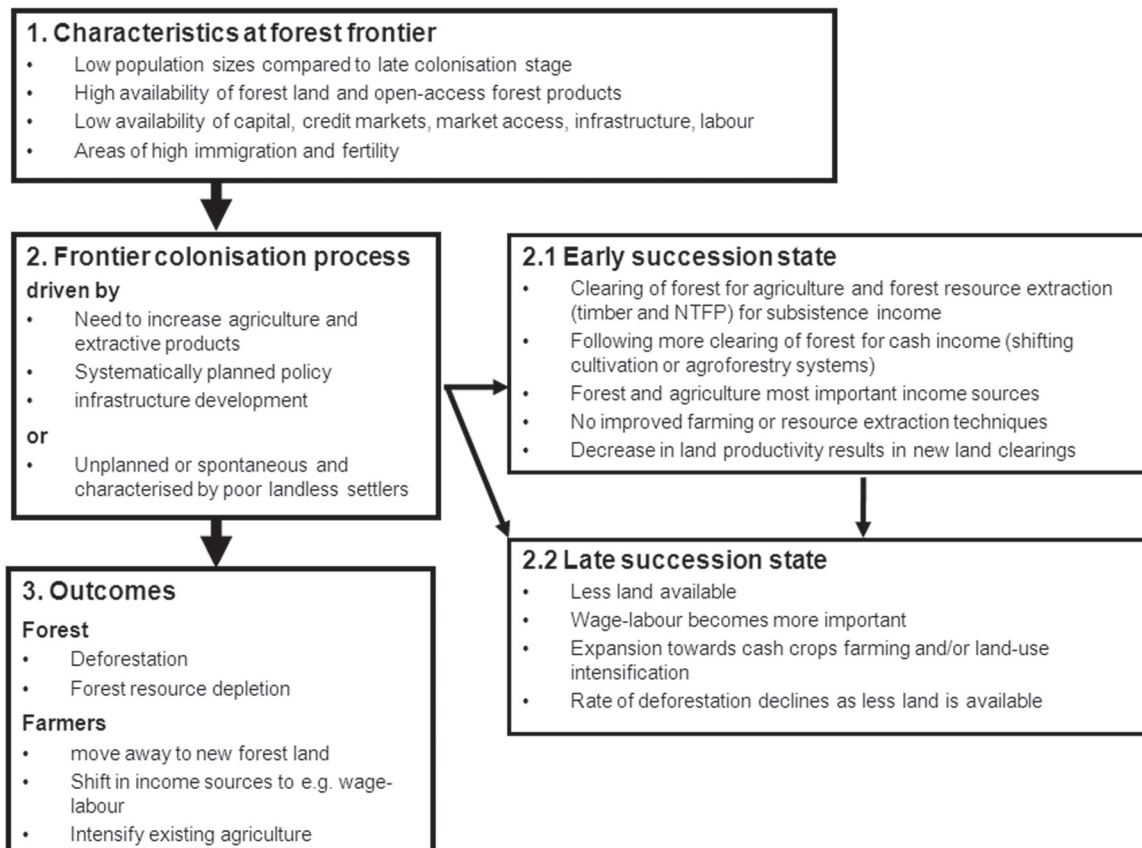 1. Characteristics at forest frontier
• Low population sizes compared to late colonisation stage
• High availability of forest land and open-access forest products
• Low availability of capital, credit markets, market access, infrastructure, labour
• Areas of high immigration and fertility
2. Frontier colonisation process
driven by
• Need to increase agriculture and
extractive products
• Systematically planned policy
• infrastructure development
or
• Unplanned or spontaneous and
characterised by poor landless settlers
2.1 Early succession state
• Clearing of forest for agriculture and forest resource extraction
(timber and NTFP) for subsistence income
• Following more clearing of forest for cash income (shifting
cultivation or agroforestry systems)
• Forest and agriculture most important income sources
• No improved farming or resource extraction techniques
• Decrease in land productivity results in new land clearings
2.2 Late succession state
• Less land available
• Wage-labour becomes more important
• Expansion towards cash crops farming and/or land-use
intensification
• Rate of deforestation declines as less land is available
3. Outcomes
Forest
• Deforestation
• Forest resource depletion
Farmers
• move away to new forest land
• Shift in income sources to e.g. wage-
labour
• Intensify existing agriculture